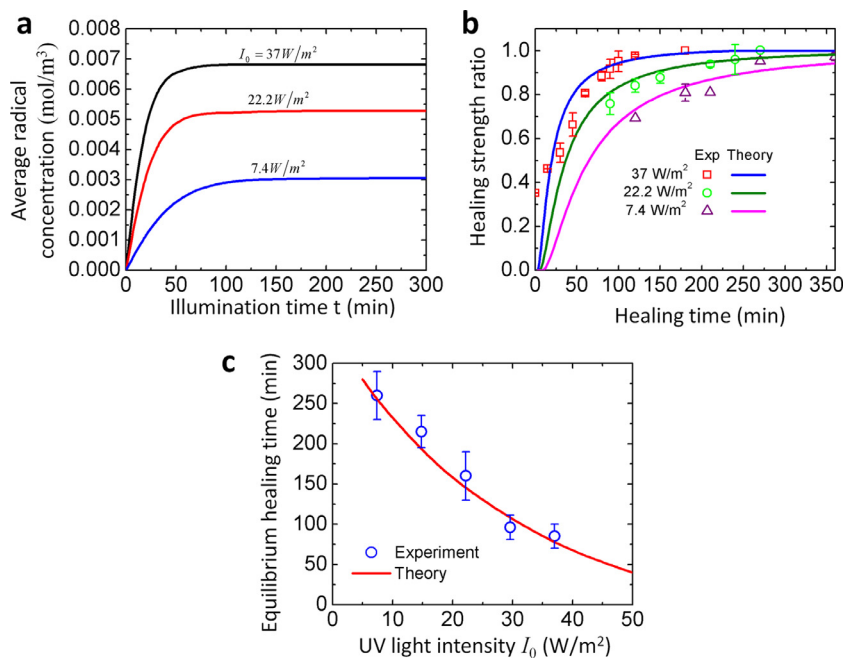 a
Average radical
concentration (mol/m³)
0.008
0.007
0.006
0.005
0.004
0.003
0.002
0.001
0.000
I₀ = 37W/m²
22.2W/m²
7.4W/m²
0 50 100 150 200 250 300
Illumination time t (min)
b
Healing strength ratio
1.0
0.8
0.6
0.4
0.2
0.0
Exp Theory
37 W/m²
22.2 W/m²
7.4 W/m²
0 50 100 150 200 250 300 350
Healing time (min)
c
Equilibrium healing time (min)
300
250
200
150
100
50
0
Experiment
Theory
0 10 20 30 40 50
UV light intensity I₀ (W/m²)